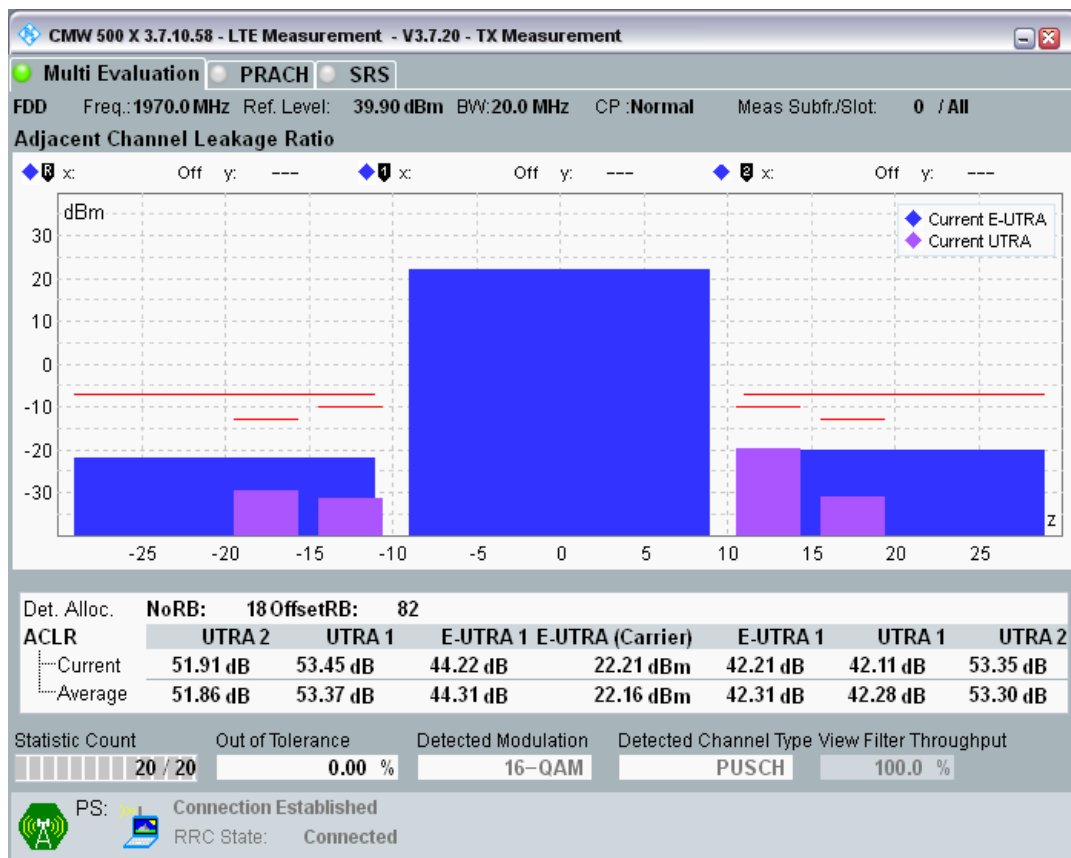 CMW 500 X 3.7.10.58 - LTE Measurement - V3.7.20 - TX Measurement
Multi Evaluation PRACH SRS
FDD Freq.:1970.0 MHz Ref. Level: 39.90 dBm BW:20.0 MHz CP :Normal Meas Subfr./Slot: 0 / All
Adjacent Channel Leakage Ratio
R x: Off y: --- 1 x: Off y: --- 2 x: Off y: ---
dBm
Current E-UTRA
Current UTRA
30
20
10
0
-10
-20
-30
z
-25 -20 -15 -10 -5 0 5 10 15 20 25
Det. Alloc. NoRB: 18 OffsetRB: 82
ACLR UTRA 2 UTRA 1 E-UTRA 1 E-UTRA (Carrier) E-UTRA 1 UTRA 1 UTRA 2
Current 51.91 dB 53.45 dB 44.22 dB 22.21 dBm 42.21 dB 42.11 dB 53.35 dB
Average 51.86 dB 53.37 dB 44.31 dB 22.16 dBm 42.31 dB 42.28 dB 53.30 dB
Statistic Count Out of Tolerance Detected Modulation Detected Channel Type View Filter Throughput
20 / 20 0.00 % 16-QAM PUSCH 100.0 %
PS: Connection Established
RRC State: Connected